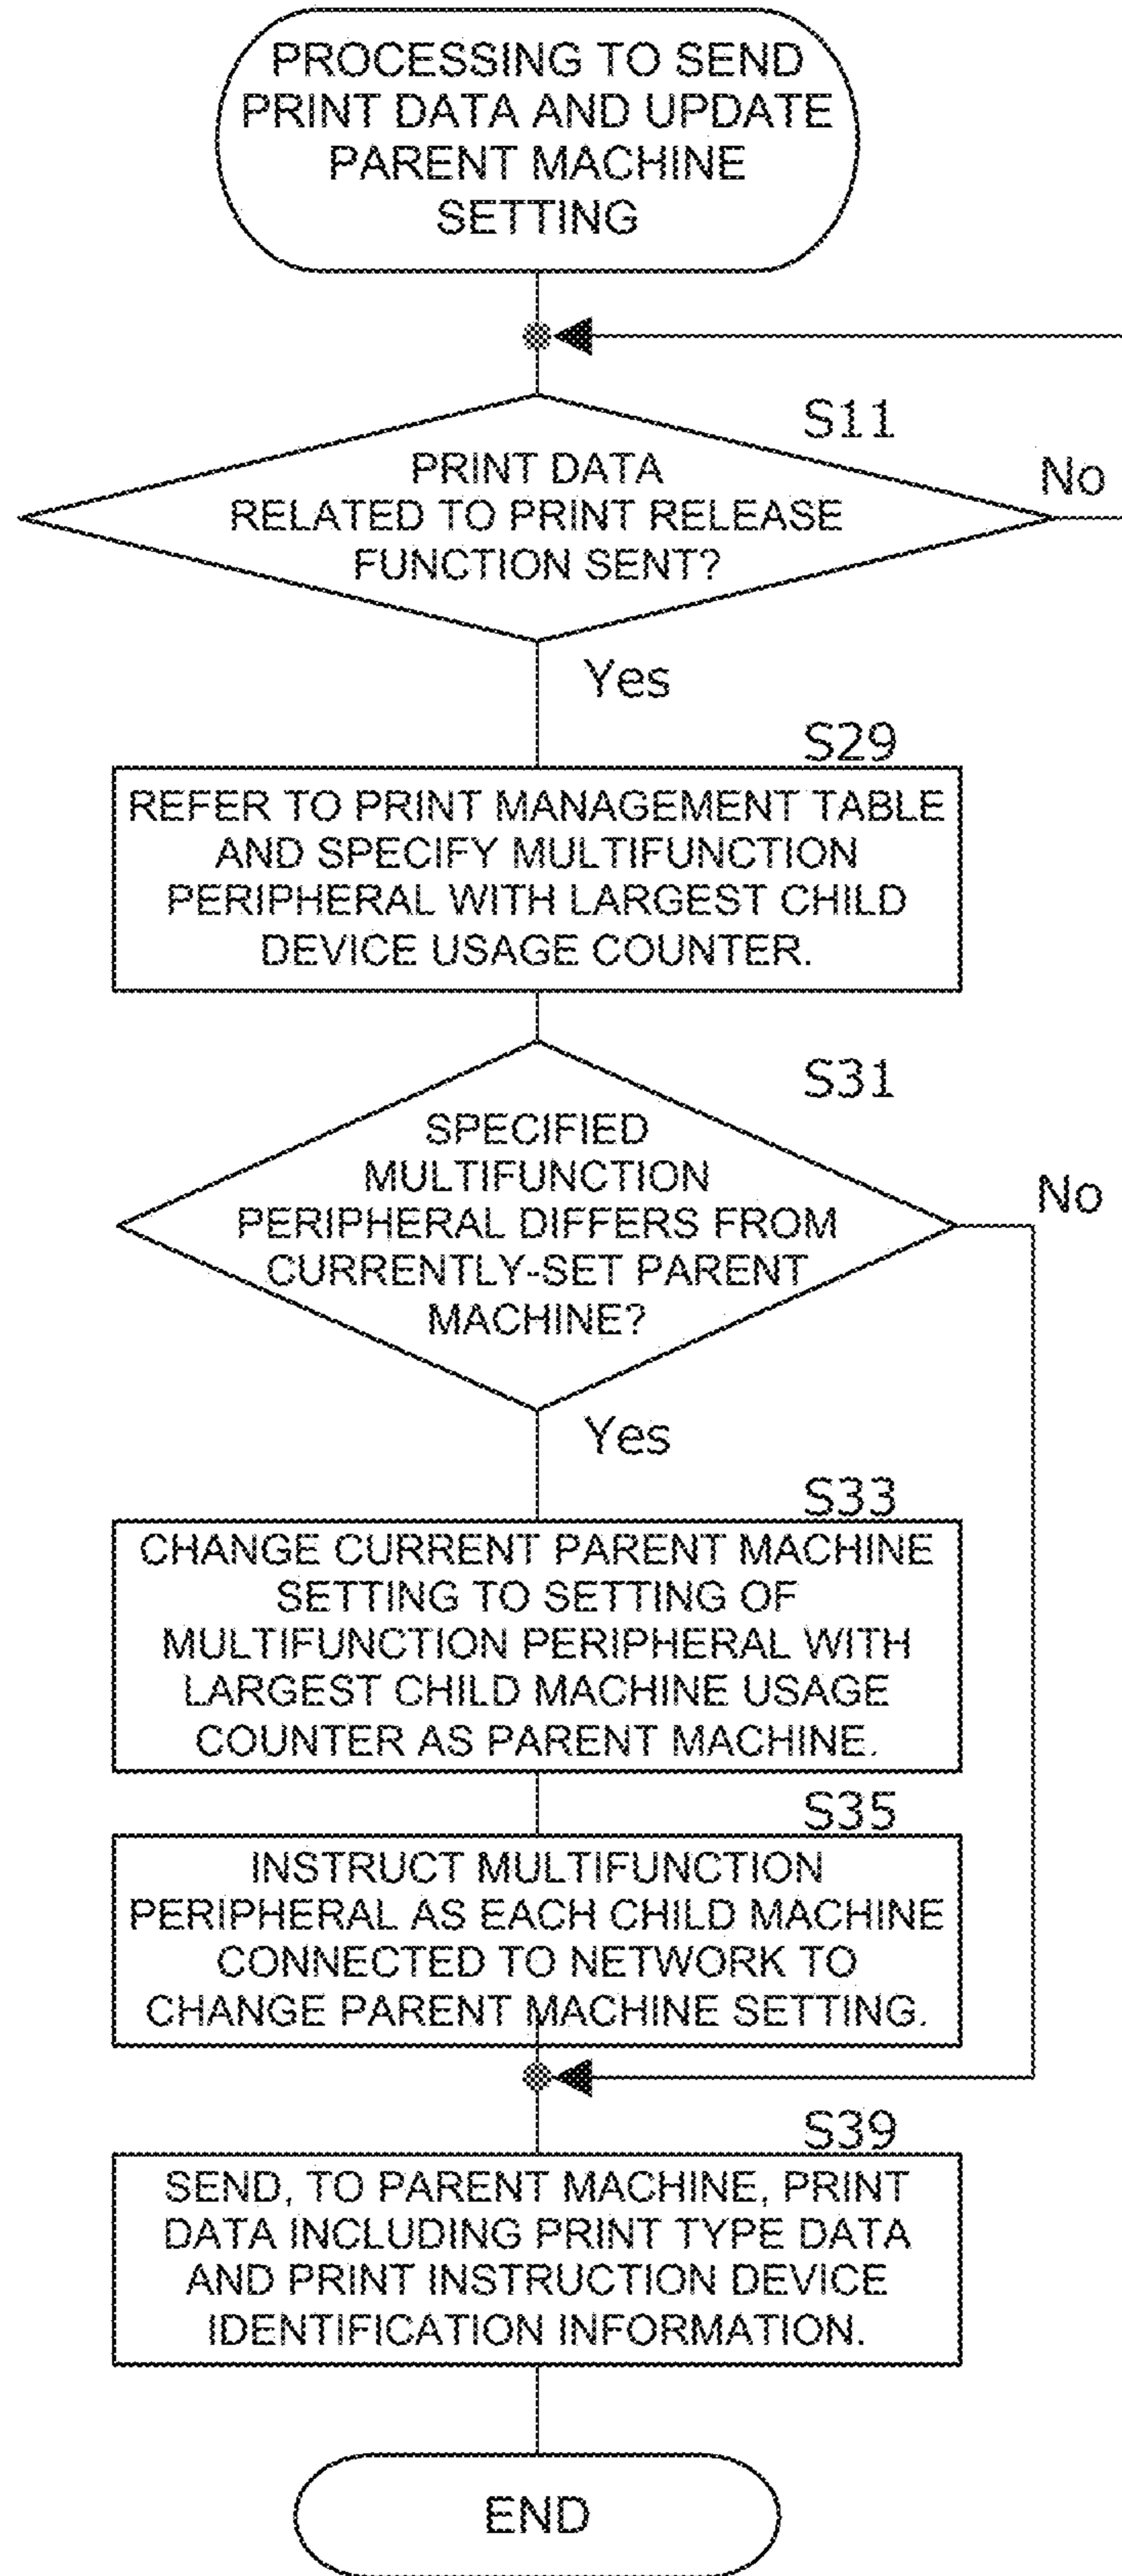 PROCESSING TO SEND
PRINT DATA AND UPDATE
PARENT MACHINE
SETTING
S11
PRINT DATA
RELATED TO PRINT RELEASE
FUNCTION SENT?
No
Yes
S29
REFER TO PRINT MANAGEMENT TABLE
AND SPECIFY MULTIFUNCTION
PERIPHERAL WITH LARGEST CHILD
DEVICE USAGE COUNTER.
S31
SPECIFIED
MULTIFUNCTION
PERIPHERAL DIFFERS FROM
CURRENTLY-SET PARENT
MACHINE?
No
Yes
S33
CHANGE CURRENT PARENT MACHINE
SETTING TO SETTING OF
MULTIFUNCTION PERIPHERAL WITH
LARGEST CHILD MACHINE USAGE
COUNTER AS PARENT MACHINE.
S35
INSTRUCT MULTIFUNCTION
PERIPHERAL AS EACH CHILD MACHINE
CONNECTED TO NETWORK TO
CHANGE PARENT MACHINE SETTING.
S39
SEND, TO PARENT MACHINE, PRINT
DATA INCLUDING PRINT TYPE DATA
AND PRINT INSTRUCTION DEVICE
IDENTIFICATION INFORMATION.
END